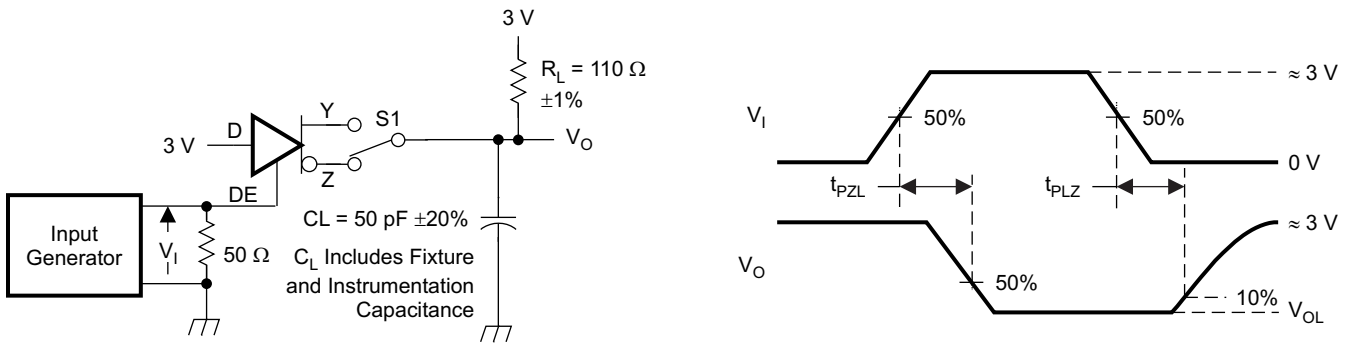 3 V
R_L = 110 Ω
±1%
Y
S1
D
3 V
V_O
Z
DE
Input
Generator
V_I
50 Ω
CL = 50 pF ±20%
C_L Includes Fixture
and Instrumentation
Capacitance
≈ 3 V
V_I
50%
50%
0 V
t_PZL
t_PLZ
≈ 3 V
V_O
50%
10%
V_OL